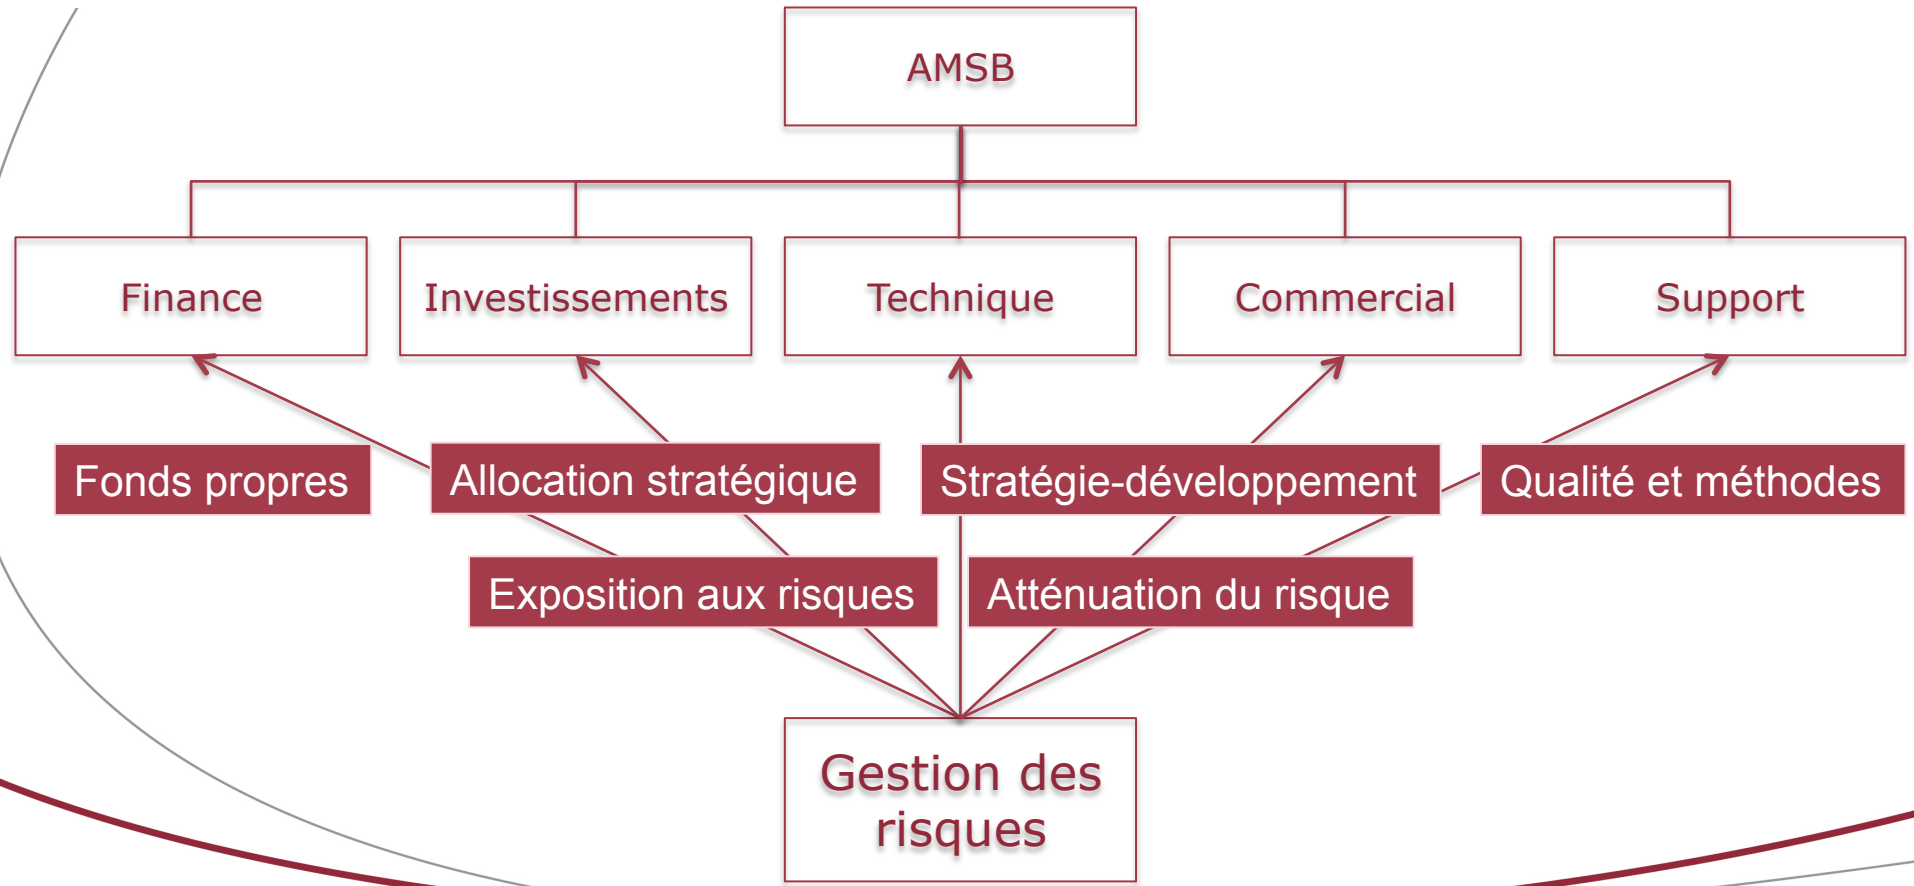 AMSB
Finance
Investissements
Technique
Commercial
Support
Fonds propres
Allocation stratégique
Stratégie-développement
Qualité et méthodes
Exposition aux risques
Atténuation du risque
Gestion des
risques